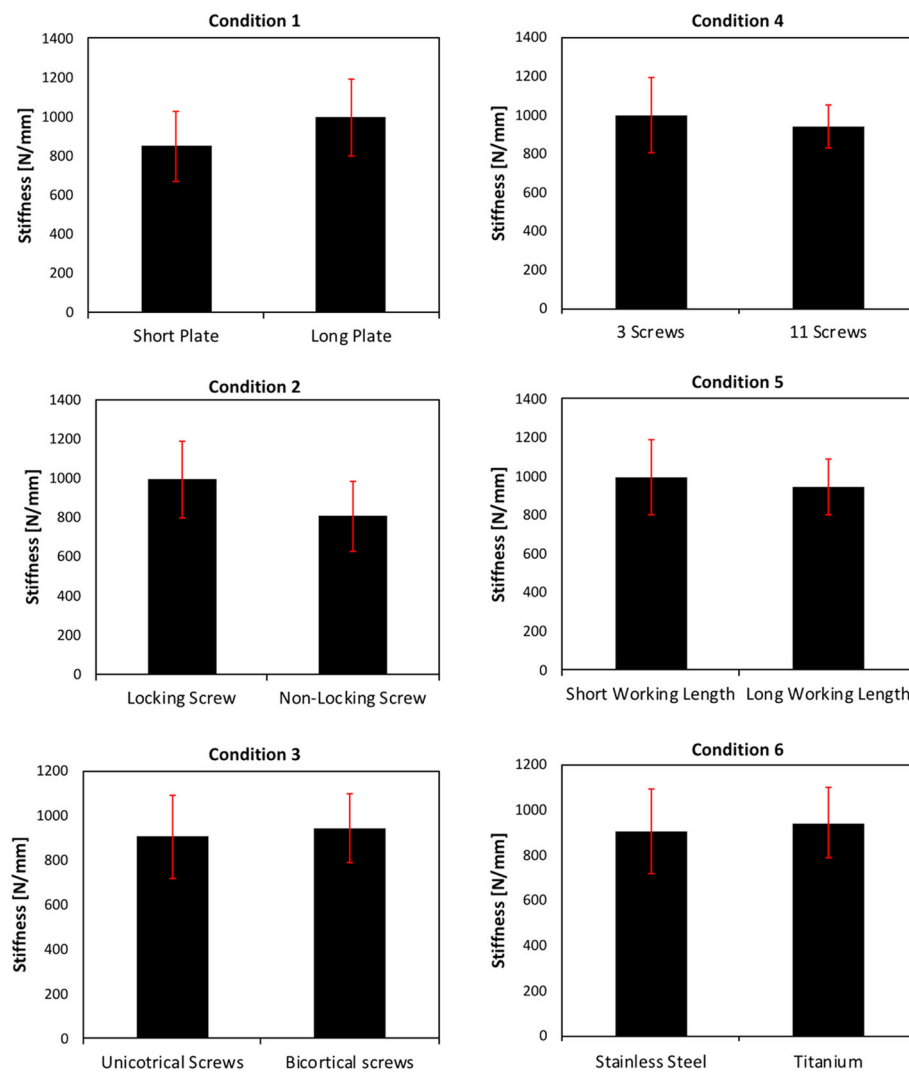 Condition 1
Stiffness [N/mm]
1400
1200
1000
800
600
400
200
0
Short Plate Long Plate
Condition 4
Stiffness [N/mm]
1400
1200
1000
800
600
400
200
0
3 Screws 11 Screws
Condition 2
Stiffness [N/mm]
1400
1200
1000
800
600
400
200
0
Locking Screw Non-Locking Screw
Condition 5
Stiffness [N/mm]
1400
1200
1000
800
600
400
200
0
Short Working Length Long Working Length
Condition 3
Stiffness [N/mm]
1200
1000
800
600
400
200
0
Unicotrical Screws Bicortical screws
Condition 6
Stiffness [N/mm]
1200
1000
800
600
400
200
0
Stainless Steel Titanium